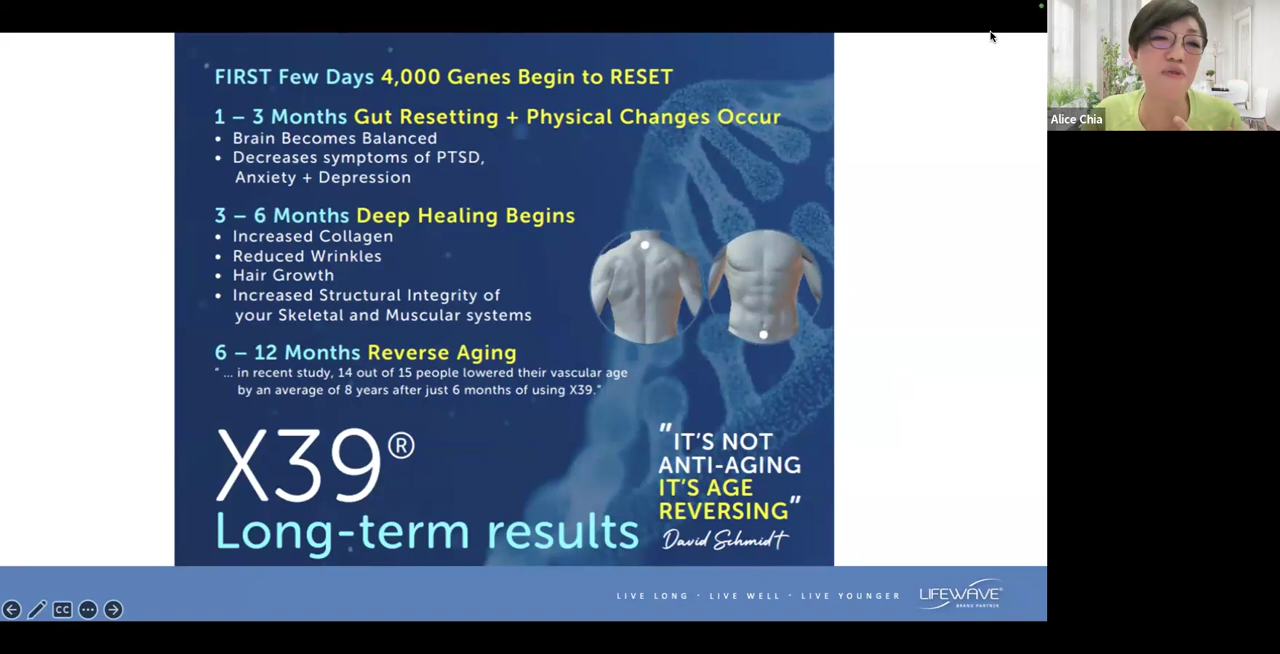 Alice Chia
FIRST Few Days 4,000 Genes Begin to RESET
1 – 3 Months Gut Resetting + Physical Changes Occur
• Brain Becomes Balanced
• Decreases symptoms of PTSD,
Anxiety + Depression
3 – 6 Months Deep Healing Begins
• Increased Collagen
• Reduced Wrinkles
• Hair Growth
• Increased Structural Integrity of
your Skeletal and Muscular systems
6 – 12 Months Reverse Aging
" ... in recent study, 14 out of 15 people lowered their vascular age
by an average of 8 years after just 6 months of using X39."
X39®
Long-term results
"IT'S NOT
ANTI-AGING
IT'S AGE
REVERSING"
David Schmidt
CC
LIVE LONG · LIVE WELL · LIVE YOUNGER
LIFEWAVE®
BRAND PARTNER